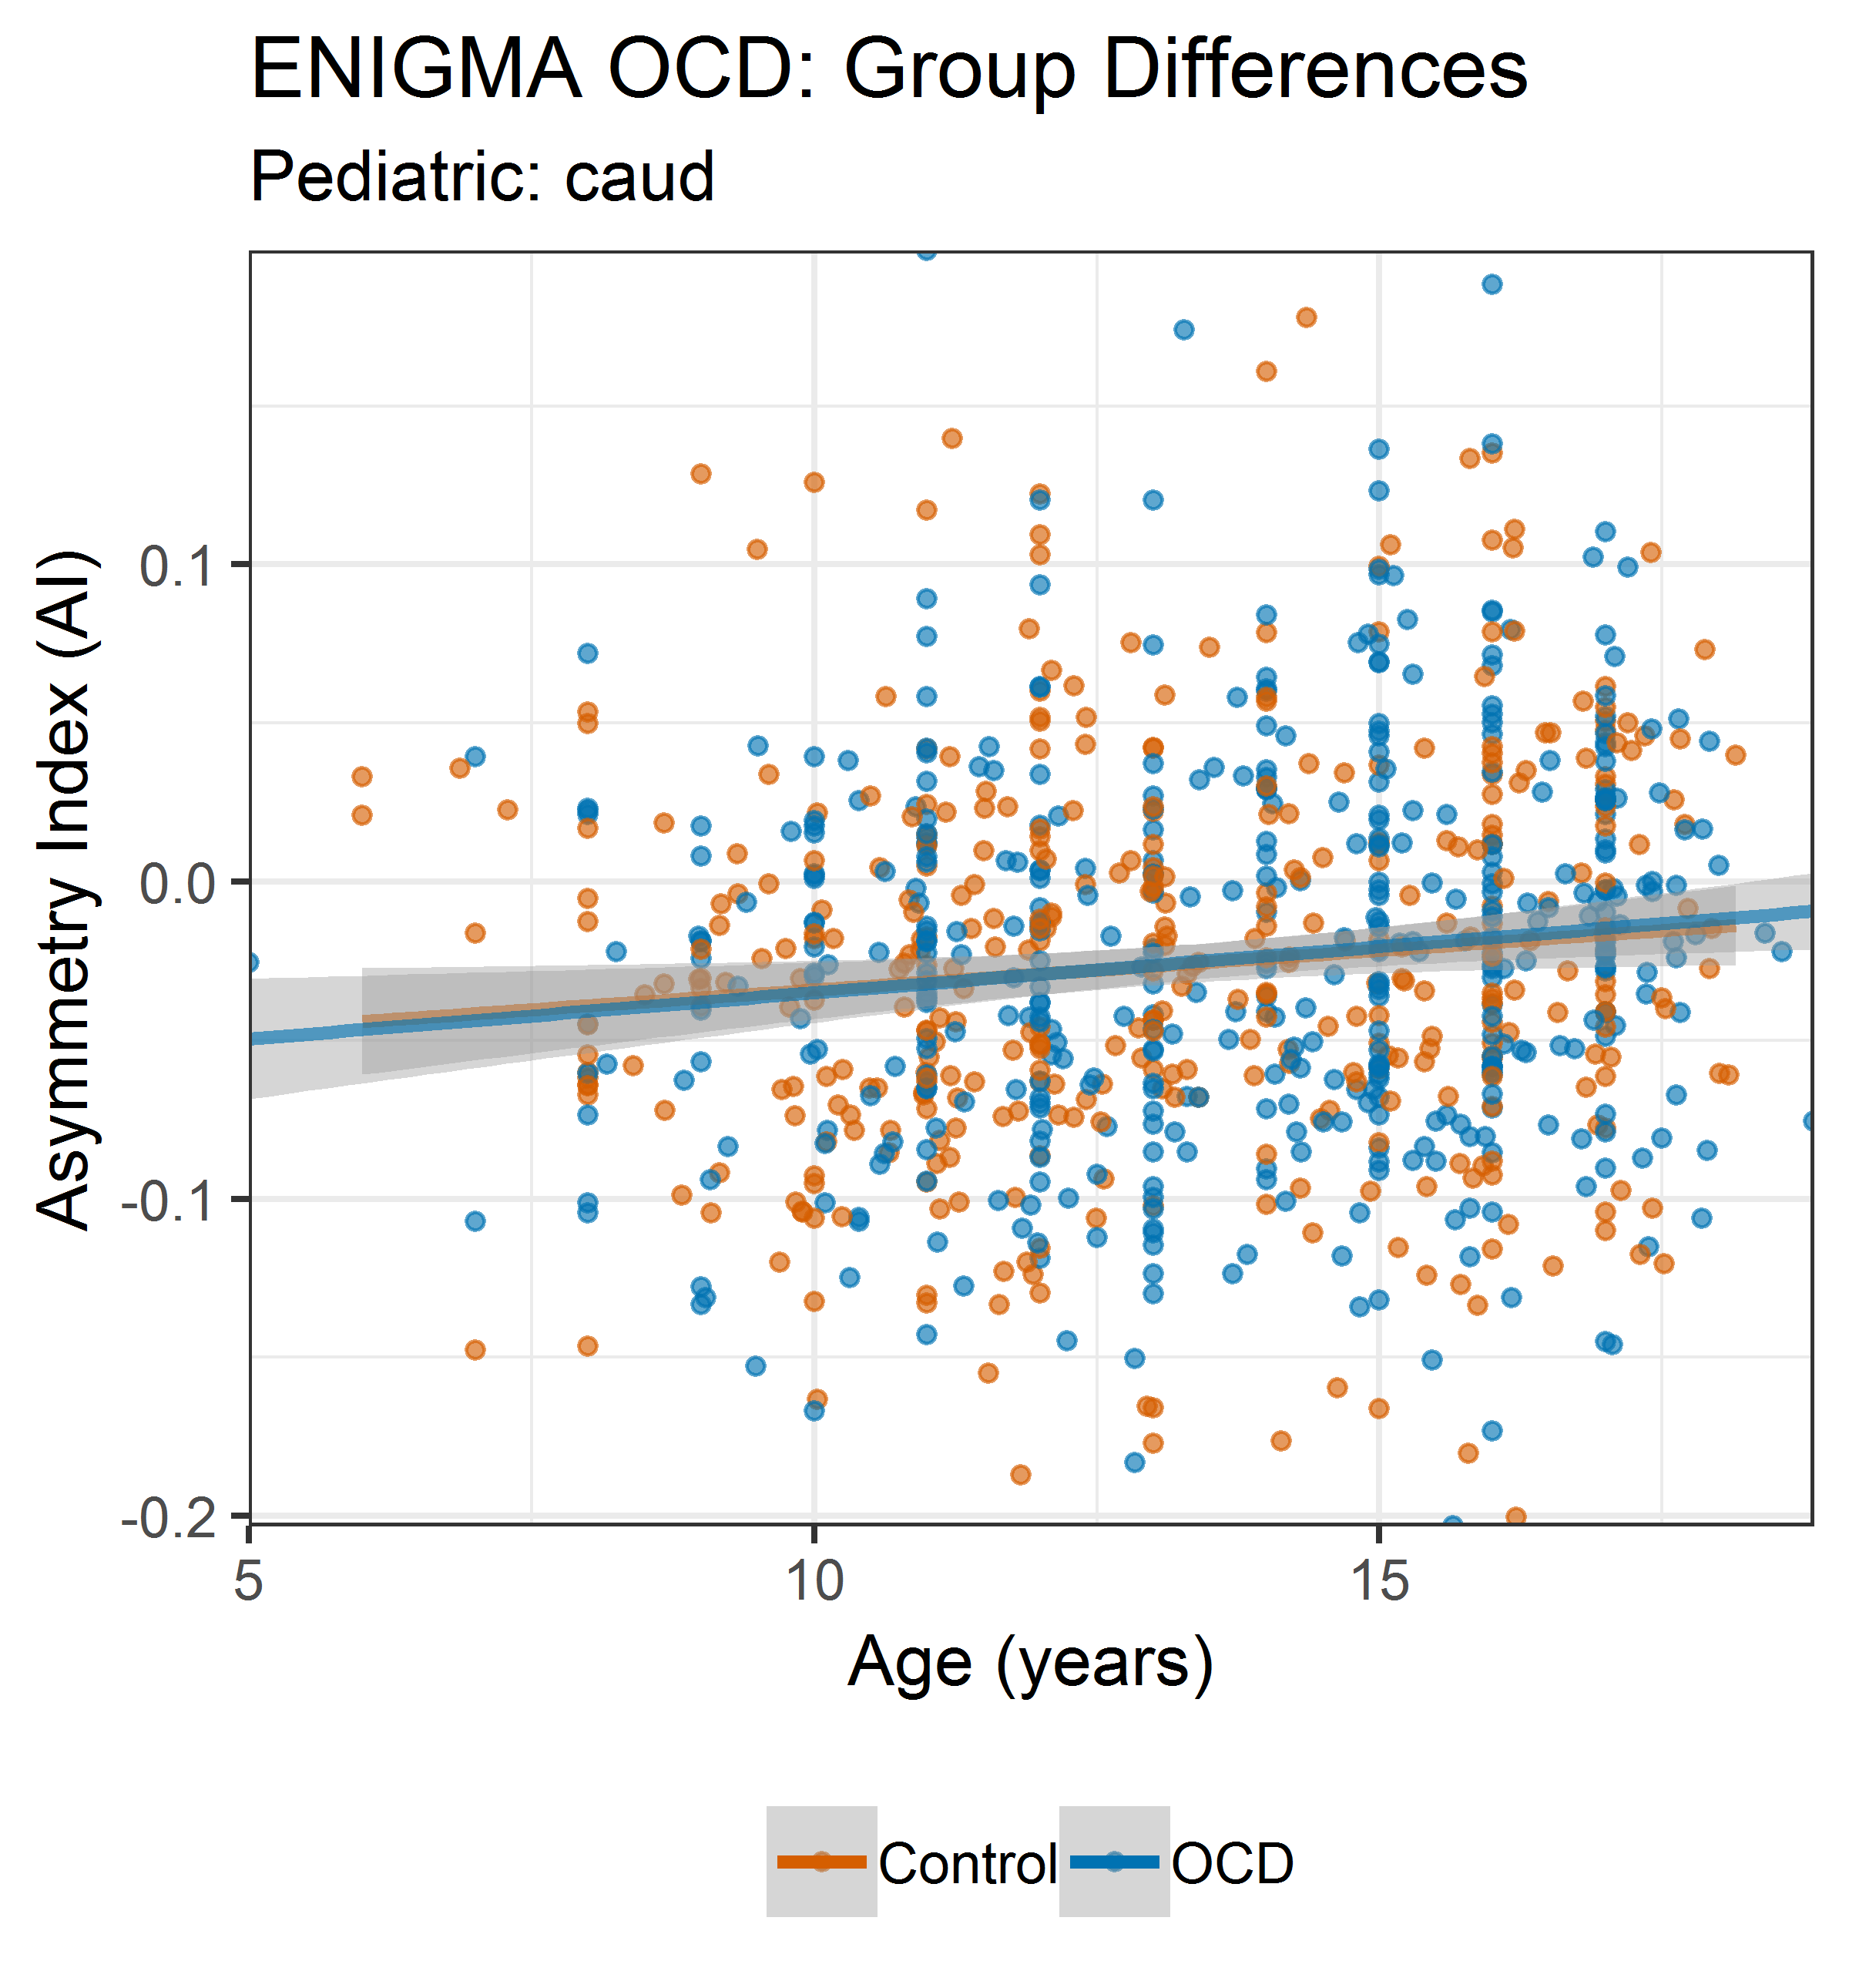 ENIGMA OCD: Group Differences
Pediatric: caud
Asymmetry Index (AI)
0.1
0.0
-0.1
-0.2
5 10 15
Age (years)
Control OCD